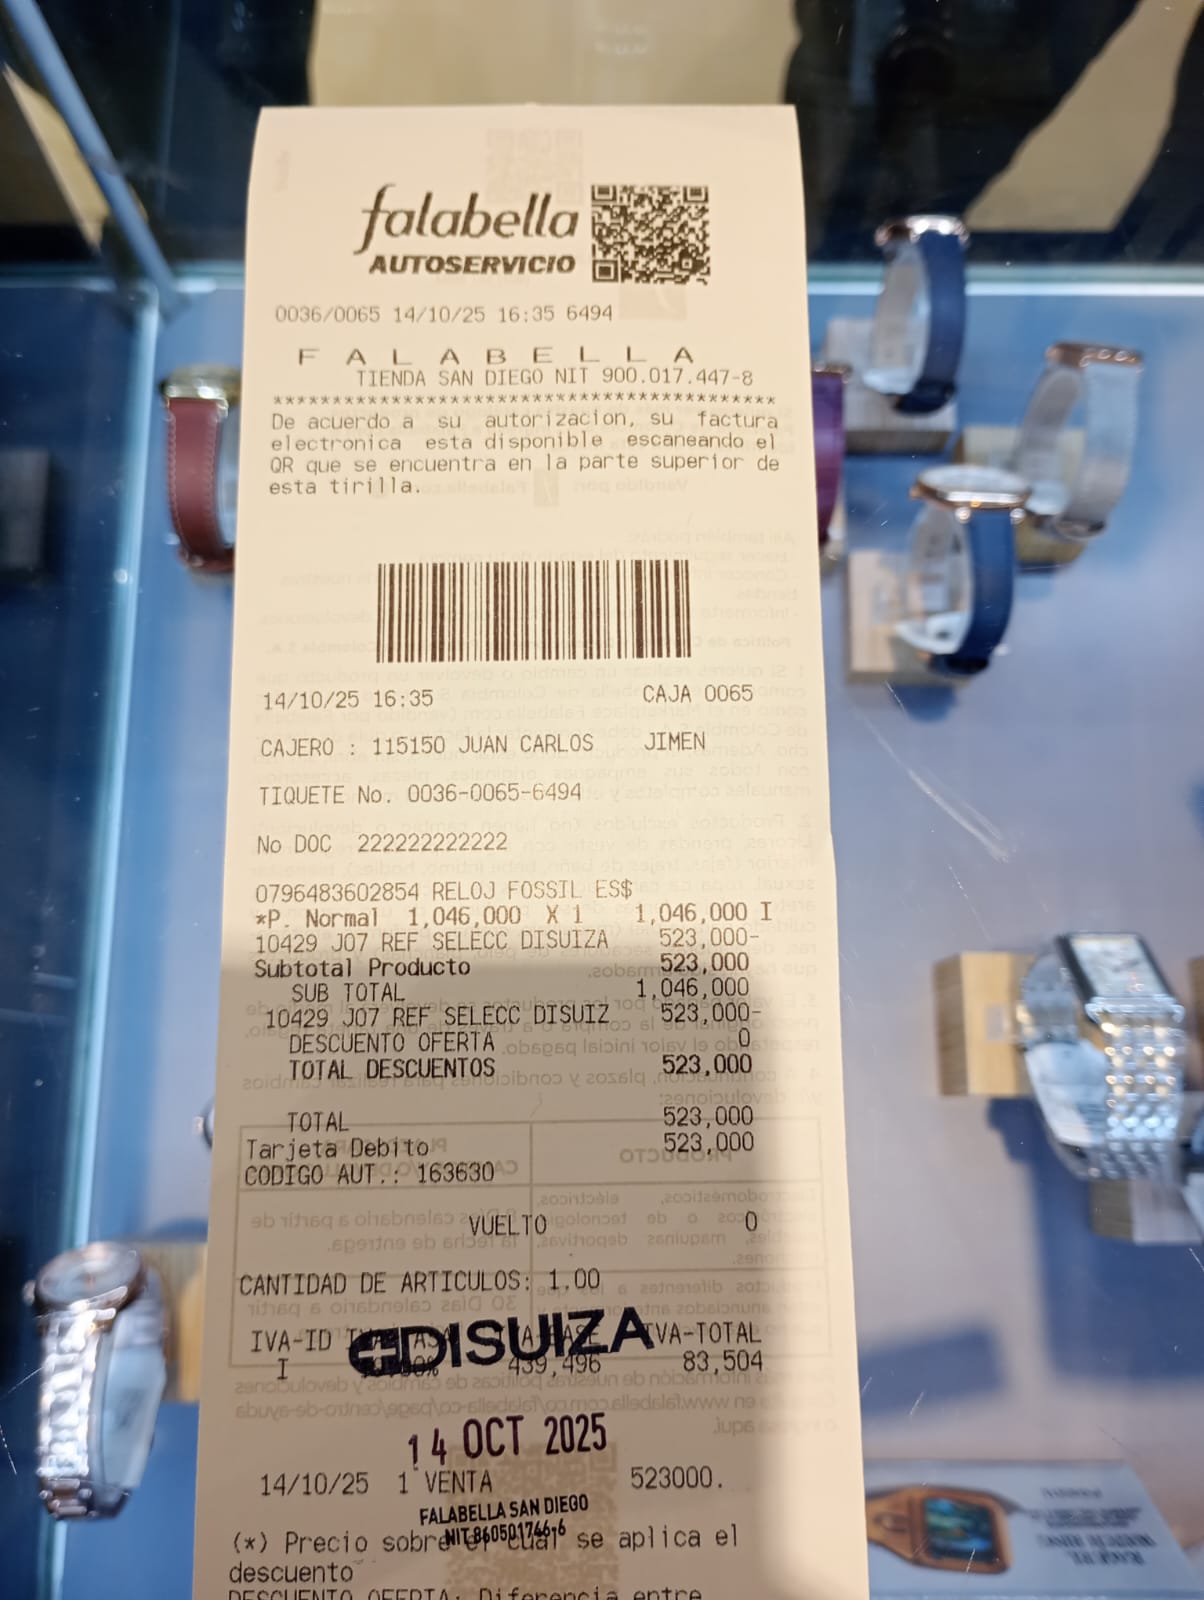 falabella
AUTOSERVICIO
0036/0065 14/10/25 16:35 6494
F A L A B E L L A
TIENDA SAN DIEGO NIT 900.017.447-8
****************************************
De acuerdo a su autorizacion, su factura
electronica esta disponible escaneando el
QR que se encuentra en la parte superior de
esta tirilla.
14/10/25 16:35 CAJA 0065
CAJERO : 115150 JUAN CARLOS JIMEN
TIQUETE No. 0036-0065-6494
No DOC 222222222222
0796483602854 RELOJ FOSSIL ES$
*P. Normal 1,046,000 X 1 1,046,000 I
10429 J07 REF SELECC DISUIZA 523,000-
Subtotal Producto 523,000
SUB TOTAL 1,046,000
10429 J07 REF SELECC DISUIZ 523,000-
DESCUENTO OFERTA 0
TOTAL DESCUENTOS 523,000
TOTAL 523,000
Tarjeta Debito 523,000
CODIGO AUT.: 163630
VUELTO 0
CANTIDAD DE ARTICULOS: 1.00
IVA-ID IVA-TOTAL
DISUIZA
I 439,496 83,504
14 OCT 2025
14/10/25 1 VENTA 523000.
FALABELLA SAN DIEGO
NIT.860501746-6
(*) Precio sobre el cual se aplica el
descuento
DESCUENTO OFERTA: Diferencia entre